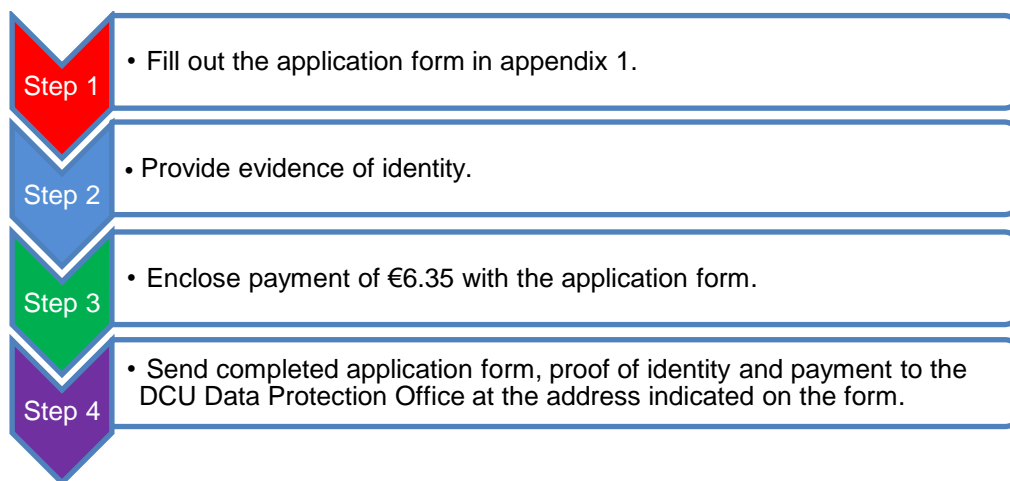 Step 1
• Fill out the application form in appendix 1.
Step 2
• Provide evidence of identity.
Step 3
• Enclose payment of €6.35 with the application form.
Step 4
• Send completed application form, proof of identity and payment to the
DCU Data Protection Office at the address indicated on the form.